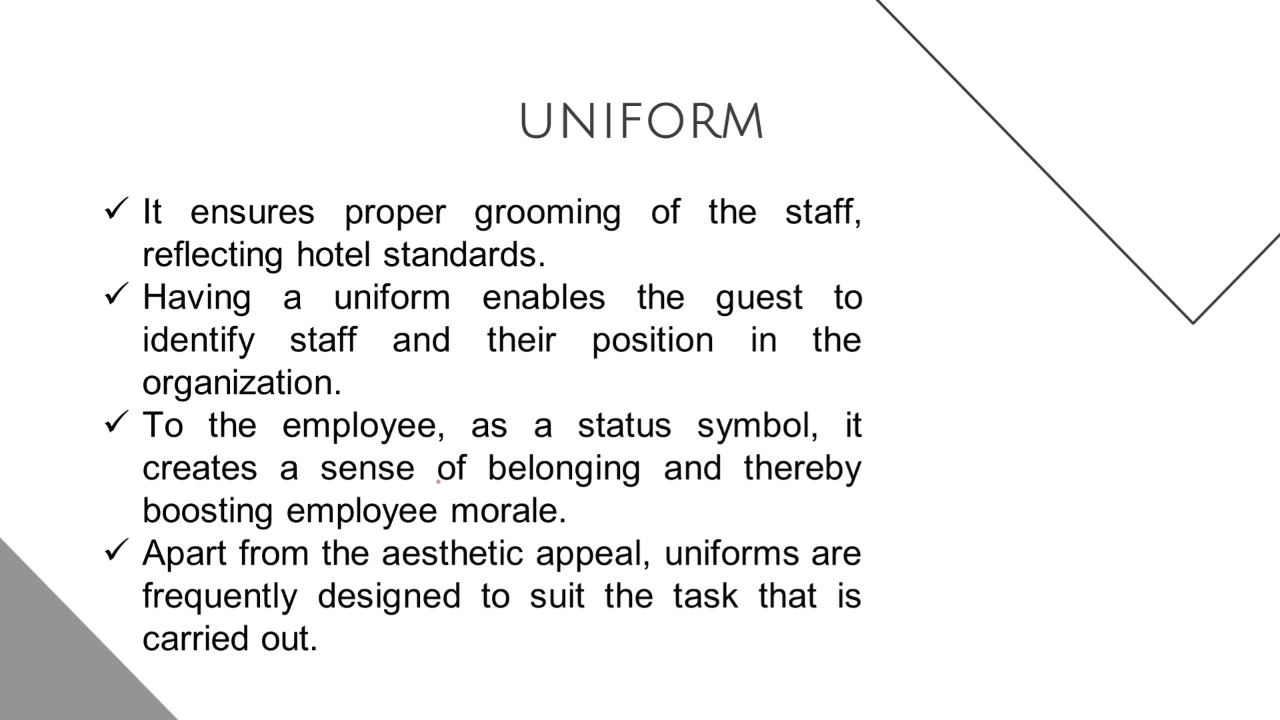 UNIFORM
✓ It ensures proper grooming of the staff,
reflecting hotel standards.
✓ Having a uniform enables the guest to
identify staff and their position in the
organization.
✓ To the employee, as a status symbol, it
creates a sense of belonging and thereby
boosting employee morale.
✓ Apart from the aesthetic appeal, uniforms are
frequently designed to suit the task that is
carried out.